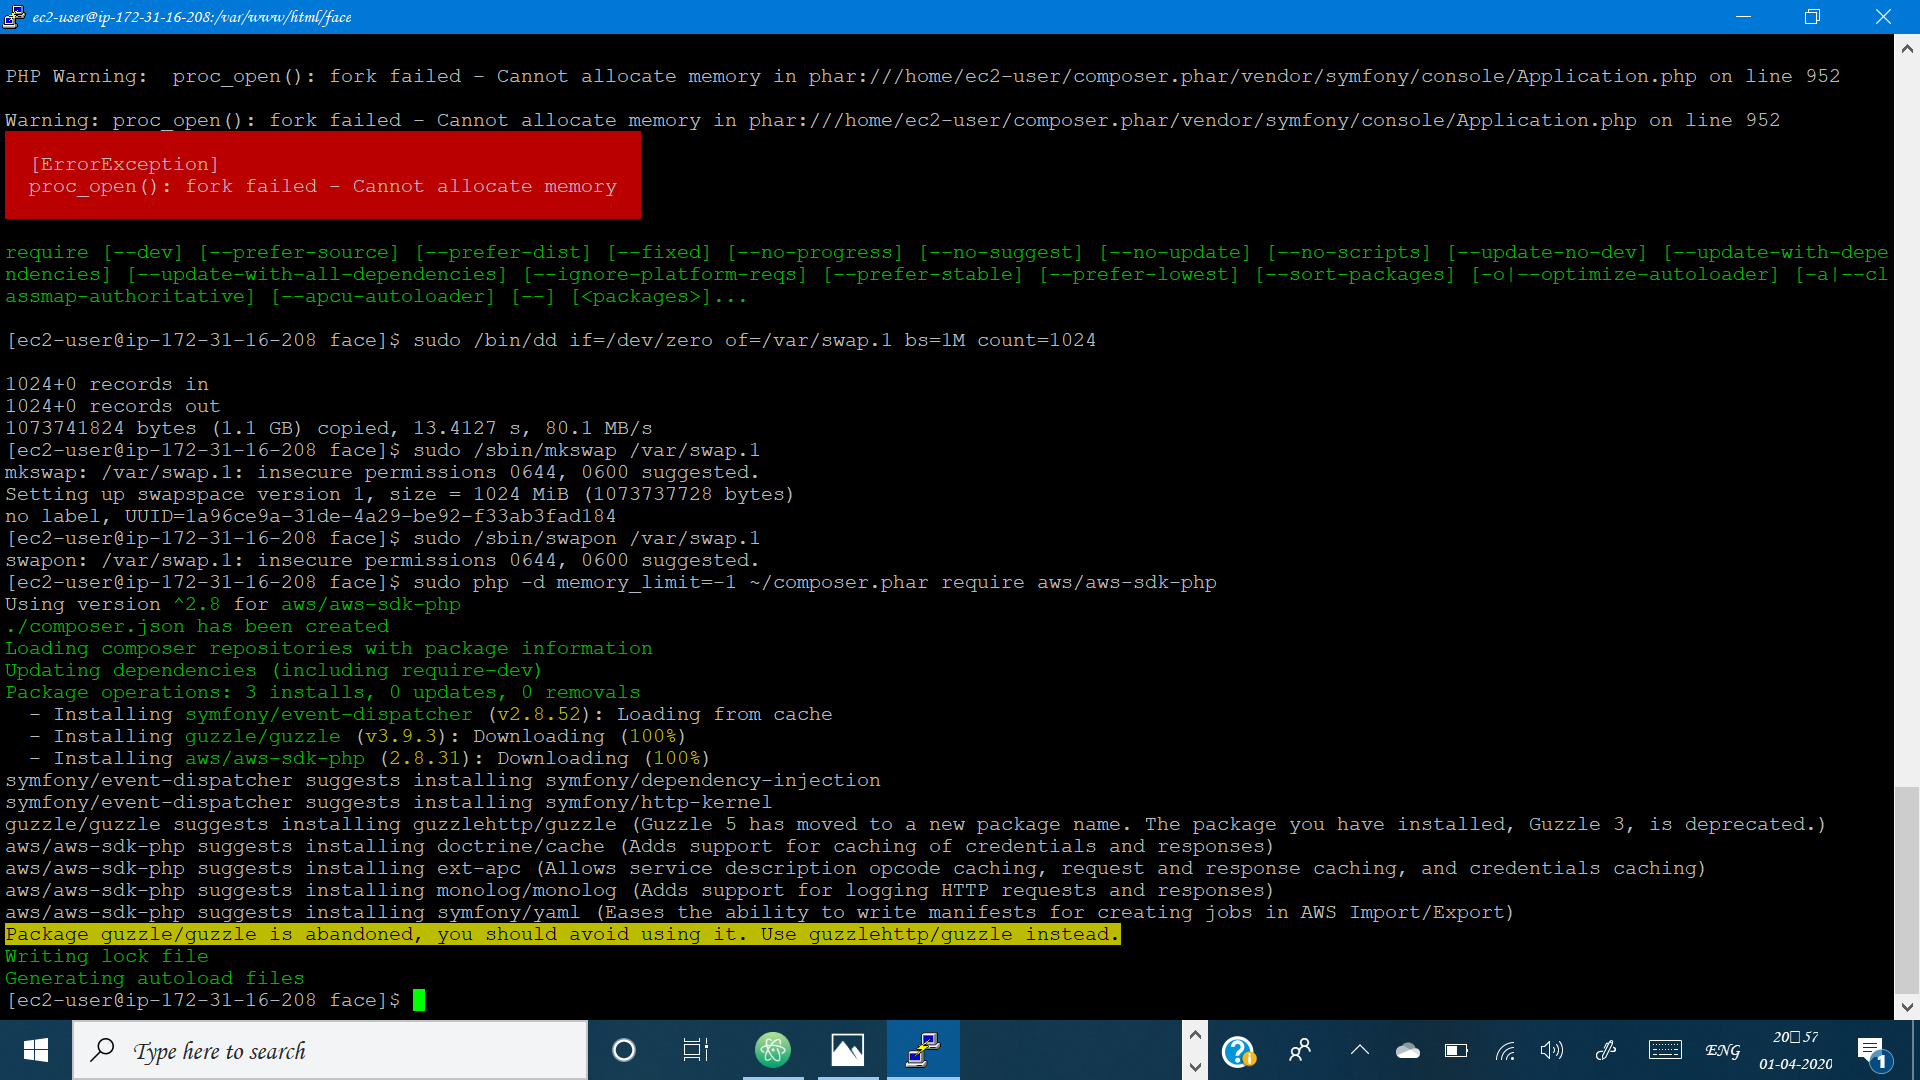 ec2-user@ip-172-31-16-208:/var/www/html/face
PHP Warning:  proc_open(): fork failed - Cannot allocate memory in phar:///home/ec2-user/composer.phar/vendor/symfony/console/Application.php on line 952
Warning: proc_open(): fork failed - Cannot allocate memory in phar:///home/ec2-user/composer.phar/vendor/symfony/console/Application.php on line 952
[ErrorException]
proc_open(): fork failed - Cannot allocate memory
require [--dev] [--prefer-source] [--prefer-dist] [--fixed] [--no-progress] [--no-suggest] [--no-update] [--no-scripts] [--update-no-dev] [--update-with-depe
ndencies] [--update-with-all-dependencies] [--ignore-platform-reqs] [--prefer-stable] [--prefer-lowest] [--sort-packages] [-o|--optimize-autoloader] [-a|--cl
assmap-authoritative] [--apcu-autoloader] [--] [<packages>]...
[ec2-user@ip-172-31-16-208 face]$ sudo /bin/dd if=/dev/zero of=/var/swap.1 bs=1M count=1024
1024+0 records in
1024+0 records out
1073741824 bytes (1.1 GB) copied, 13.4127 s, 80.1 MB/s
[ec2-user@ip-172-31-16-208 face]$ sudo /sbin/mkswap /var/swap.1
mkswap: /var/swap.1: insecure permissions 0644, 0600 suggested.
Setting up swapspace version 1, size = 1024 MiB (1073737728 bytes)
no label, UUID=1a96ce9a-31de-4a29-be92-f33ab3fad184
[ec2-user@ip-172-31-16-208 face]$ sudo /sbin/swapon /var/swap.1
swapon: /var/swap.1: insecure permissions 0644, 0600 suggested.
[ec2-user@ip-172-31-16-208 face]$ sudo php -d memory_limit=-1 ~/composer.phar require aws/aws-sdk-php
Using version ^2.8 for aws/aws-sdk-php
./composer.json has been created
Loading composer repositories with package information
Updating dependencies (including require-dev)
Package operations: 3 installs, 0 updates, 0 removals
  - Installing symfony/event-dispatcher (v2.8.52): Loading from cache
  - Installing guzzle/guzzle (v3.9.3): Downloading (100%)
  - Installing aws/aws-sdk-php (2.8.31): Downloading (100%)
symfony/event-dispatcher suggests installing symfony/dependency-injection
symfony/event-dispatcher suggests installing symfony/http-kernel
guzzle/guzzle suggests installing guzzlehttp/guzzle (Guzzle 5 has moved to a new package name. The package you have installed, Guzzle 3, is deprecated.)
aws/aws-sdk-php suggests installing doctrine/cache (Adds support for caching of credentials and responses)
aws/aws-sdk-php suggests installing ext-apc (Allows service description opcode caching, request and response caching, and credentials caching)
aws/aws-sdk-php suggests installing monolog/monolog (Adds support for logging HTTP requests and responses)
aws/aws-sdk-php suggests installing symfony/yaml (Eases the ability to write manifests for creating jobs in AWS Import/Export)
Package guzzle/guzzle is abandoned, you should avoid using it. Use guzzlehttp/guzzle instead.
Writing lock file
Generating autoload files
[ec2-user@ip-172-31-16-208 face]$
Type here to search
ENG
20□57
01-04-2020
1